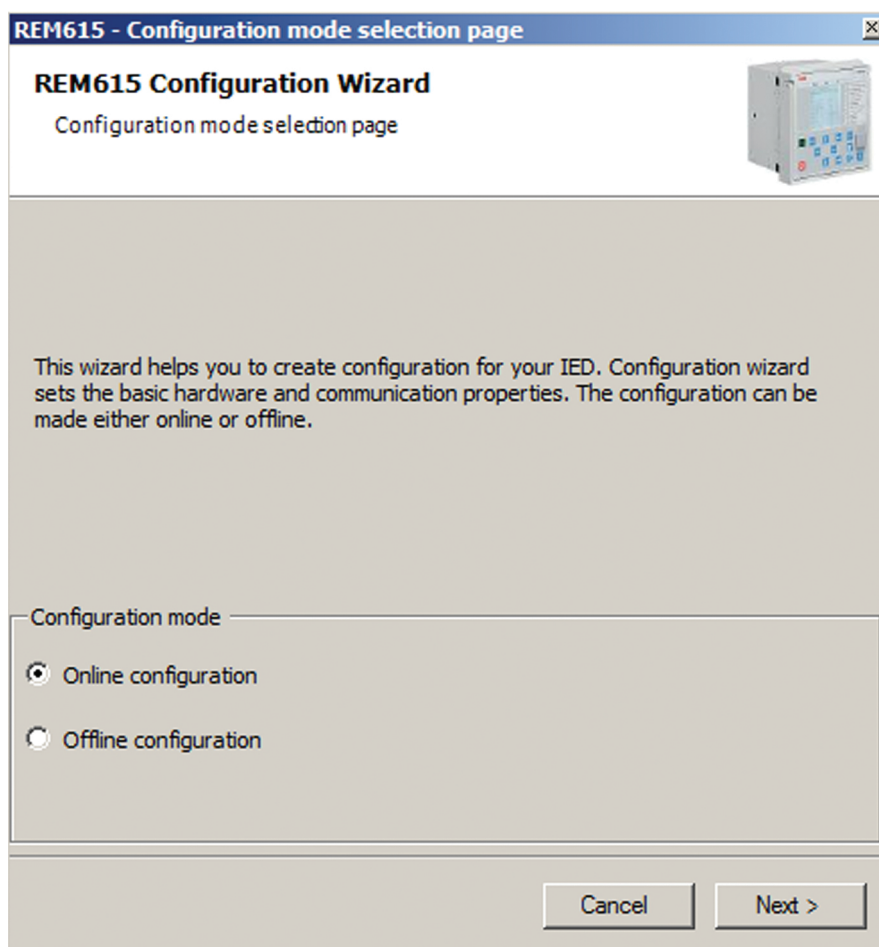 REM615 - Configuration mode selection page
REM615 Configuration Wizard
Configuration mode selection page
This wizard helps you to create configuration for your IED. Configuration wizard
sets the basic hardware and communication properties. The configuration can be
made either online or offline.
Configuration mode
Online configuration
Offline configuration
Cancel
Next >